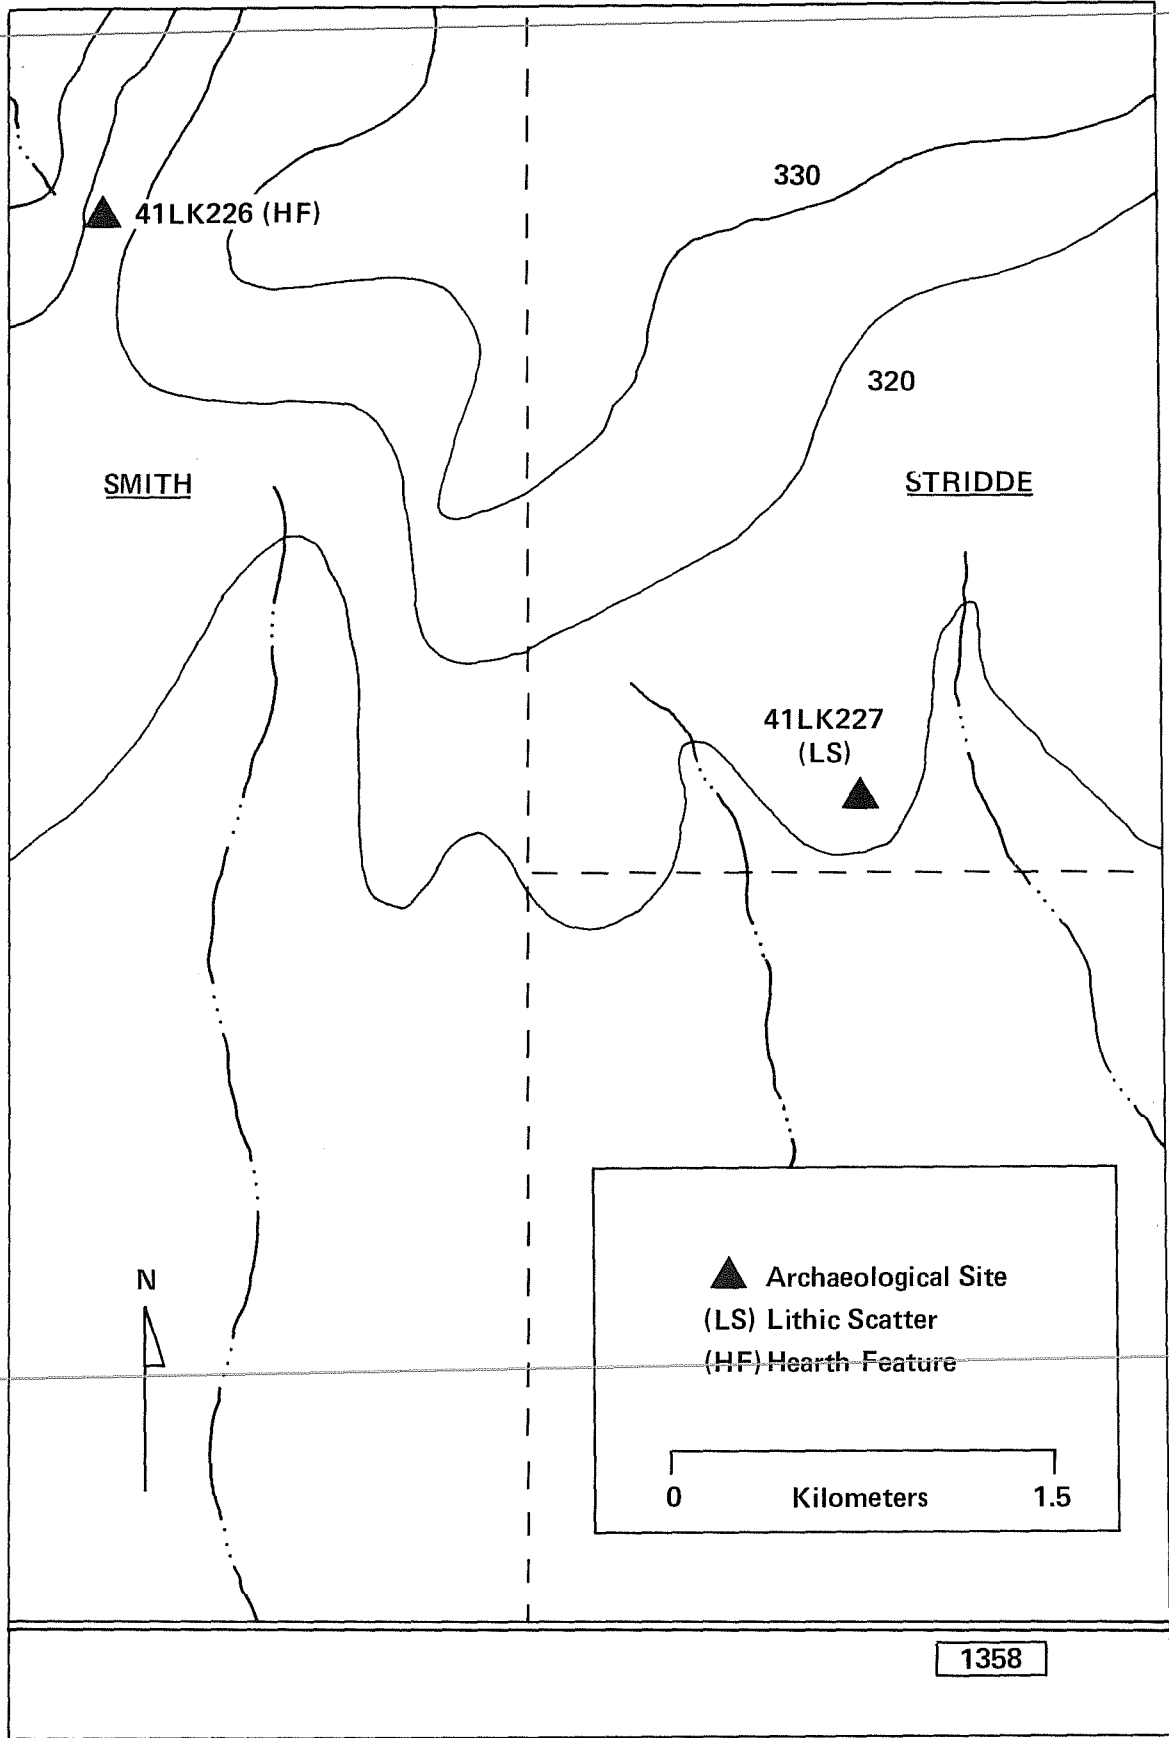 330
41LK226 (HF)
320
SMITH
STRIDDE
41LK227
(LS)
N
Archaeological Site
(LS) Lithic Scatter
(HF) Hearth Feature
0 Kilometers 1.5
1358